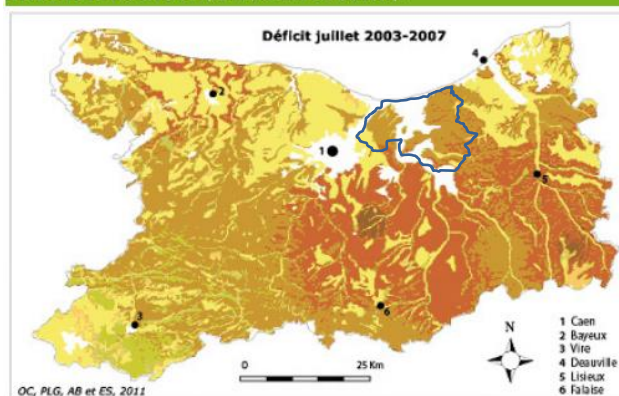 Déficit juillet 2003-2007
4
2
1
5
3
6
N
0
25 Km
1 Caen
2 Bayeux
3 Vire
4 Deauville
5 Lisieux
6 Falaise
OC, PLG, AB et ES, 2011